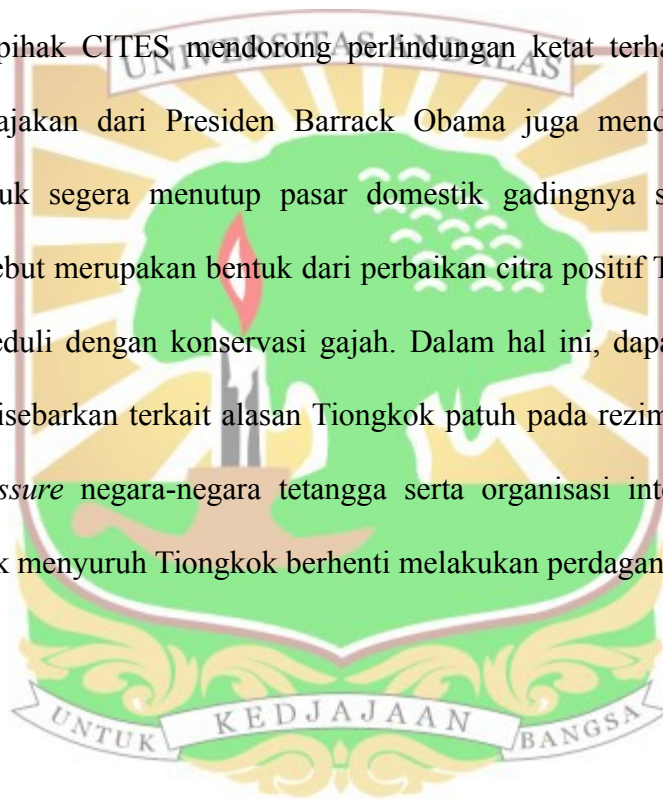 pihak CITES mendorong perlindungan ketat terha
UNIVERSITAS ANDALAS
ajakan dari Presiden Barrack Obama juga mend
uk segera menutup pasar domestik gadingnya s
ebut merupakan bentuk dari perbaikan citra positif T
eduli dengan konservasi gajah. Dalam hal ini, dapa
isebarkan terkait alasan Tiongkok patuh pada rezim
ssure negara-negara tetangga serta organisasi int
k menyuruh Tiongkok berhenti melakukan perdagan
UNTUK KEDJAJAAN BANGSA